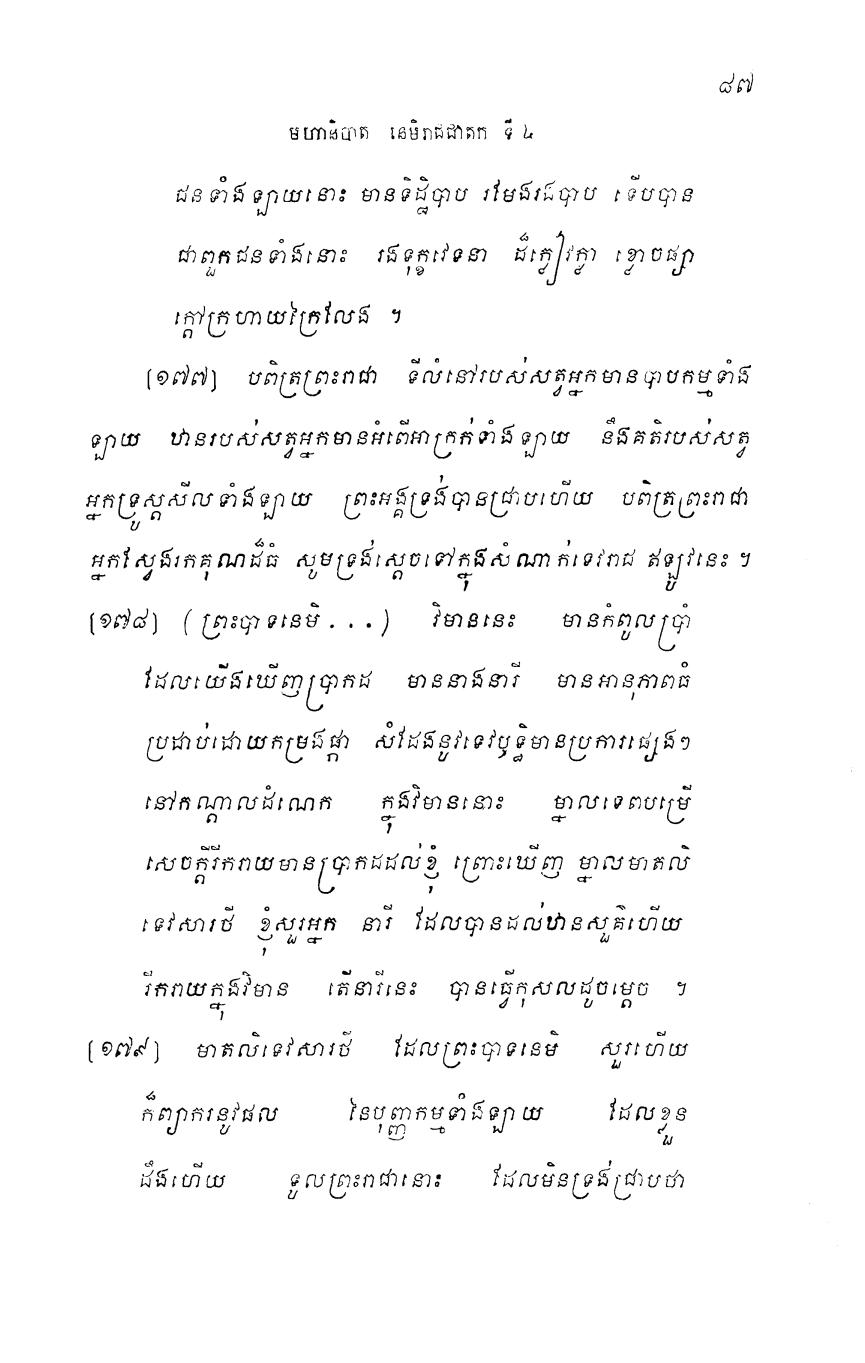 ៨៧
មហានិបាត នេមិរាជជាតក ទី ៤
ជនទាំងឡាយនោះ មានទិដ្ឋិបាប រមែងរងបាប ទើបបាន
ជាពួកជនទាំងនោះ រងទុក្ខវេទនា ដ៏ក្លៀវក្លា ខ្លោចផ្សា
ក្តៅក្រហាយក្រៃលែង ។
[១៧៧] បពិត្រព្រះរាជា ទីលំនៅរបស់សត្វអ្នកមានបាបកម្មទាំង
ឡាយ ឋានរបស់សត្វអ្នកមានអំពើអាក្រក់ទាំងឡាយ នឹងគតិរបស់សត្វ
អ្នកទ្រុស្តសីលទាំងឡាយ ព្រះអង្គទ្រង់បានជ្រាបហើយ បពិត្រព្រះរាជា
អ្នកស្វែងរកគុណដ៏ធំ សូមទ្រង់ស្តេចទៅក្នុងសំណាក់ទេវរាជ ឥឡូវនេះ ។
[១៧៨] (ព្រះបាទនេមិ . . .) វិមាននេះ មានកំពូលប្រាំ
ដែលយើងឃើញប្រាកដ មាននាងនារី មានអានុភាពធំ
ប្រដាប់ដោយកម្រងផ្កា សំដែងនូវទេវឫទ្ធិមានប្រការផ្សេងៗ
នៅកណ្តាលដំណេក ក្នុងវិមាននោះ ម្នាលទេពបម្រើ
សេចក្តីរីករាយមានប្រាកដដល់ខ្ញុំ ព្រោះឃើញ ម្នាលមាតលិ
ទេវសារថី ខ្ញុំសួរអ្នក នារី ដែលបានដល់ឋានសួគ៌ហើយ
រីករាយក្នុងវិមាន តើនារីនេះ បានធ្វើកុសលដូចម្តេច ។
[១៧៩] មាតលិទេវសារថី ដែលព្រះបាទនេមិ សួរហើយ
ក៏ព្យាករនូវផល នៃបុញ្ញកម្មទាំងឡាយ ដែលខ្លួន
ដឹងហើយ ទូលព្រះរាជានោះ ដែលមិនទ្រង់ជ្រាបថា